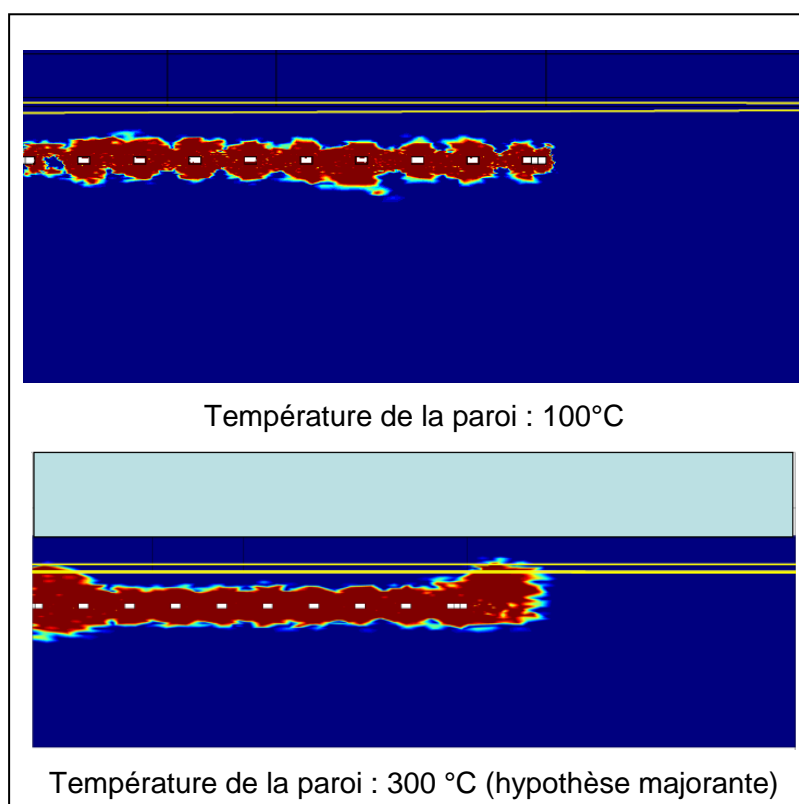 Température de la paroi : 100°C
Température de la paroi : 300 °C (hypothèse majorante)